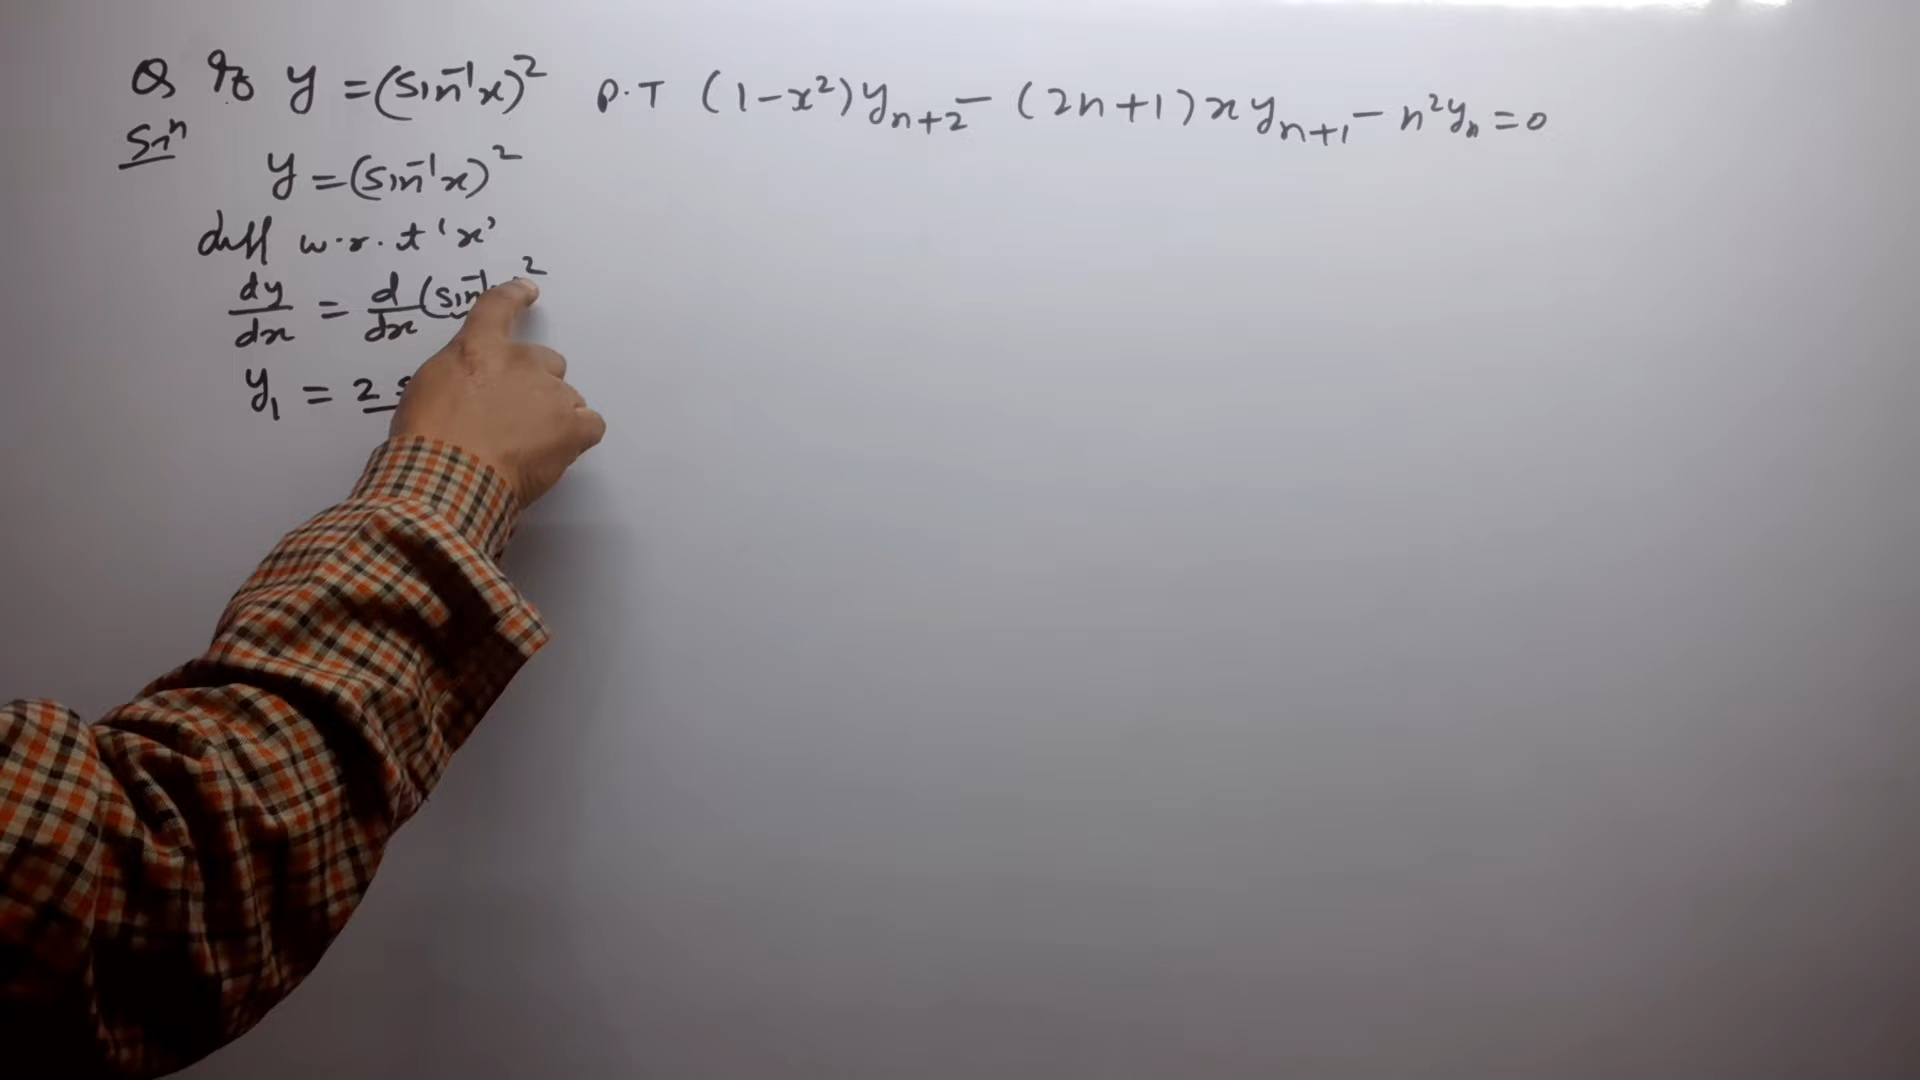 Q If y = (sin⁻¹x)² P.T (1-x²)yₙ₊₂ - (2n+1)xyₙ₊₁ - n²yₙ = 0
Solⁿ
y = (sin⁻¹x)²
diff w.r.t 'x'
dy/dx = d/dx (sin⁻¹ ²
y₁ = 2 s